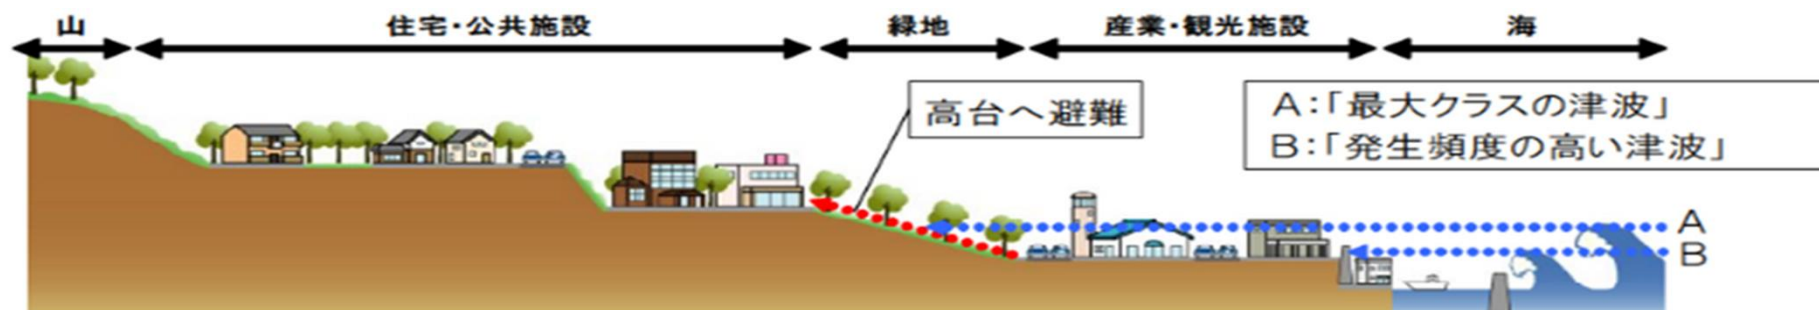 山
住宅・公共施設
緑地
産業・観光施設
海
高台へ避難
A:「最大クラスの津波」
B:「発生頻度の高い津波」
A
B